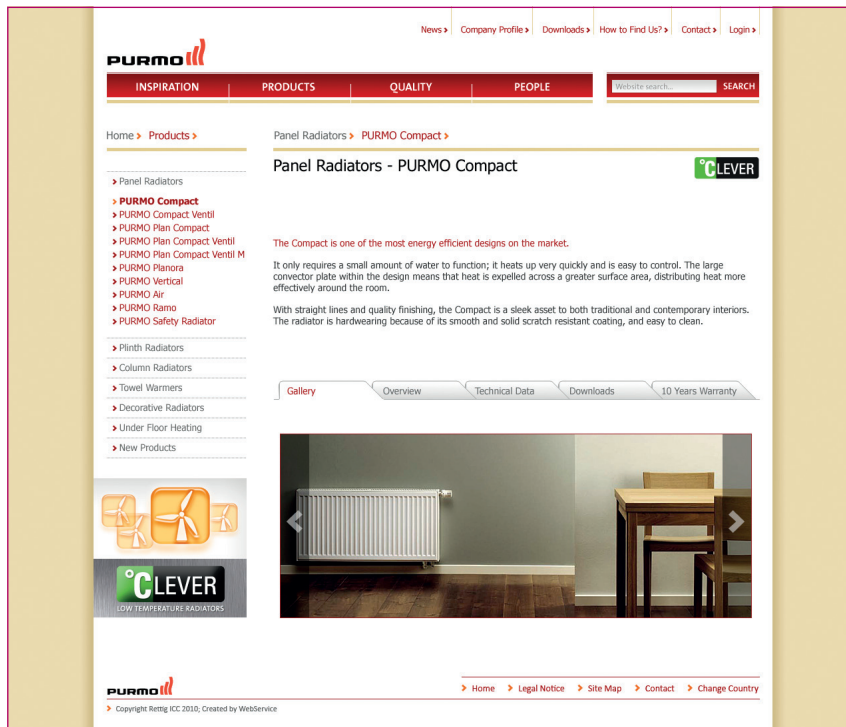 News
Company Profile
Downloads
How to Find Us?
Contact
Login
PURMO
INSPIRATION
PRODUCTS
QUALITY
PEOPLE
Website search...
SEARCH
Home Products
Panel Radiators PURMO Compact
Panel Radiators - PURMO Compact
°CLEVER
Panel Radiators
PURMO Compact
PURMO Compact Ventil
PURMO Plan Compact
PURMO Plan Compact Ventil
PURMO Plan Compact Ventil M
PURMO Planora
PURMO Vertical
PURMO Air
PURMO Ramo
PURMO Safety Radiator
Plinth Radiators
Column Radiators
Towel Warmers
Decorative Radiators
Under Floor Heating
New Products
°CLEVER
LOW TEMPERATURE RADIATORS
The Compact is one of the most energy efficient designs on the market.
It only requires a small amount of water to function; it heats up very quickly and is easy to control. The large
convector plate within the design means that heat is expelled across a greater surface area, distributing heat more
effectively around the room.
With straight lines and quality finishing, the Compact is a sleek asset to both traditional and contemporary interiors.
The radiator is hardwearing because of its smooth and solid scratch resistant coating, and easy to clean.
Gallery
Overview
Technical Data
Downloads
10 Years Warranty
PURMO
Home
Legal Notice
Site Map
Contact
Change Country
Copyright Rettig ICC 2010; Created by WebService